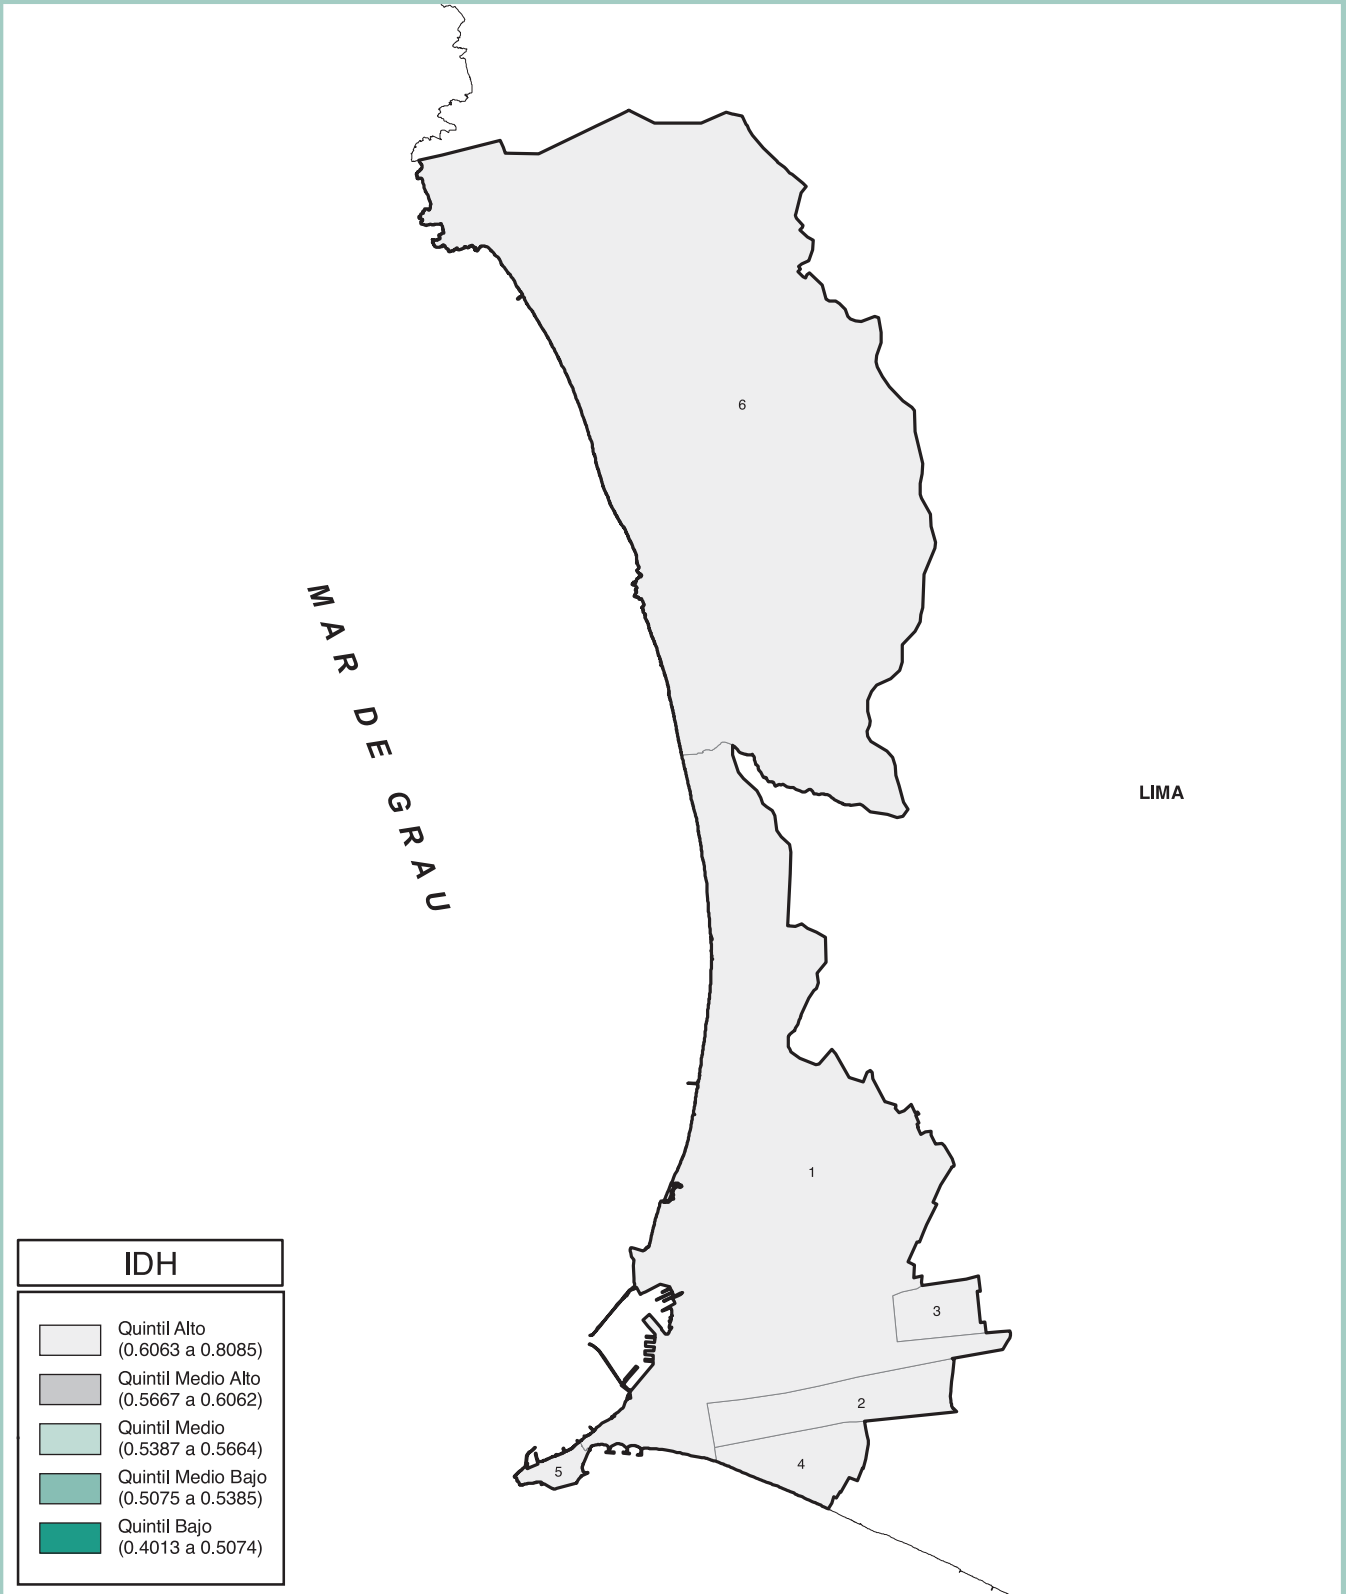 6
MAR DE GRAU
LIMA
1
3
2
4
5
IDH
Quintil Alto
(0.6063 a 0.8085)
Quintil Medio Alto
(0.5667 a 0.6062)
Quintil Medio
(0.5387 a 0.5664)
Quintil Medio Bajo
(0.5075 a 0.5385)
Quintil Bajo
(0.4013 a 0.5074)